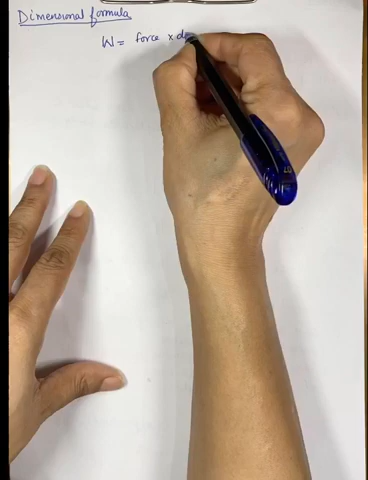 Dimensional formula
W = force ×